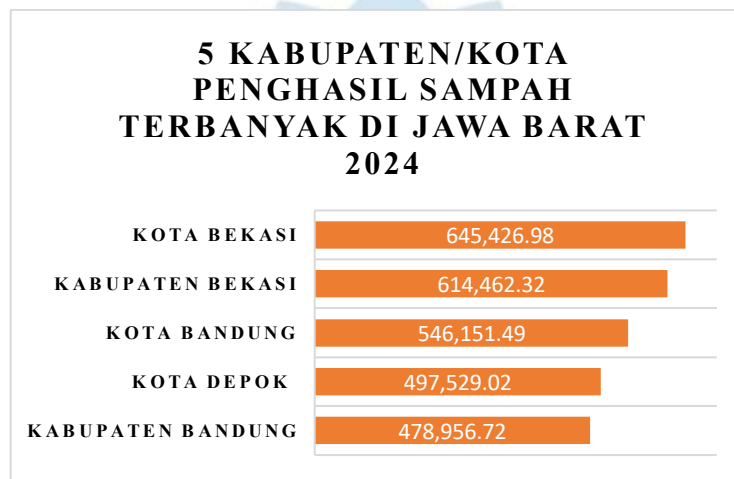 5 KABUPATEN/KOTA
PENGHASIL SAMPAH
TERBANYAK DI JAWA BARAT
2024
KOTA BEKASI 645,426.98
KABUPATEN BEKASI 614,462.32
KOTA BANDUNG 546,151.49
KOTA DEPOK 497,529.02
KABUPATEN BANDUNG 478,956.72